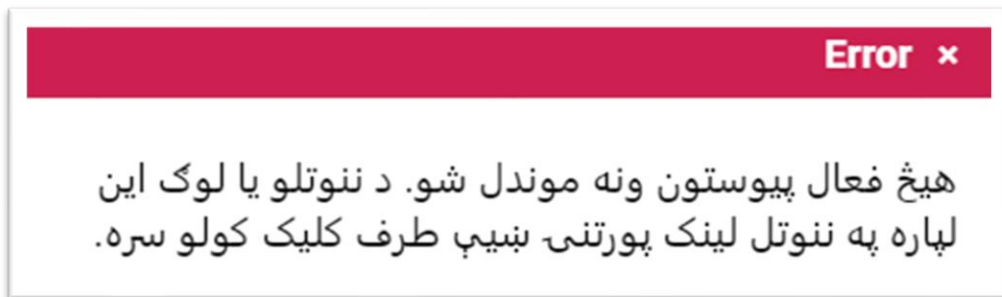 Error ×
هیڅ فعال پیوستون ونه موندل شو. د ننوتلو یا لوګ این
لپاره په ننوتل لینک پورتنۍ ښیې طرف کلیک کولو سره.